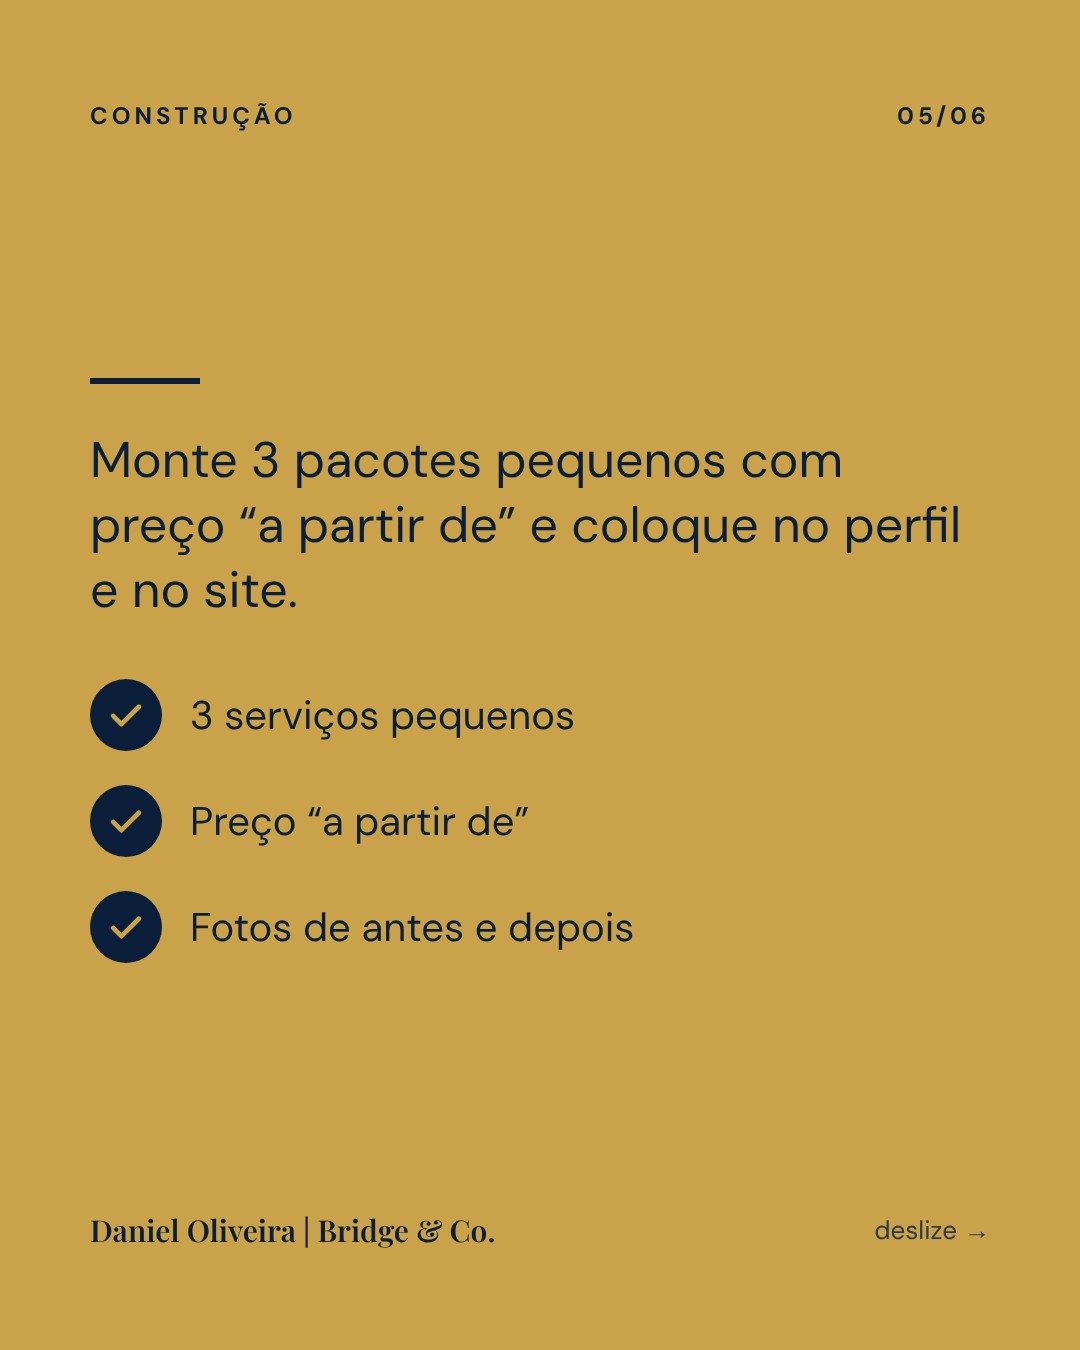 CONSTRUÇÃO
05/06
Monte 3 pacotes pequenos com
preço “a partir de” e coloque no perfil
e no site.
3 serviços pequenos
Preço “a partir de”
Fotos de antes e depois
Daniel Oliveira | Bridge & Co.
deslize →